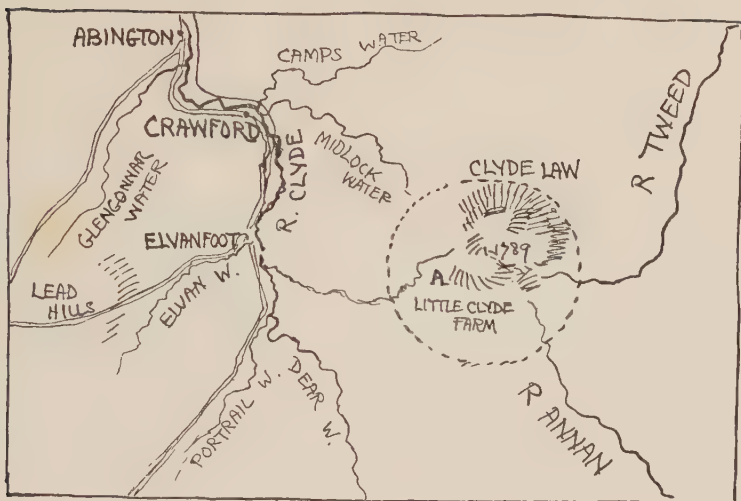 ABINGTON
CAMPS WATER
CRAWFORD
R. CLYDE
MIDLOCK
WATER
CLYDE LAW
R TWEED
GLENGONNAR
WATER
ELVANFOOT
1789
A
LITTLE CLYDE
FARM
LEAD
HILLS
ELVAN W.
PORTRAIL W.
DEAR W.
R ANNAN